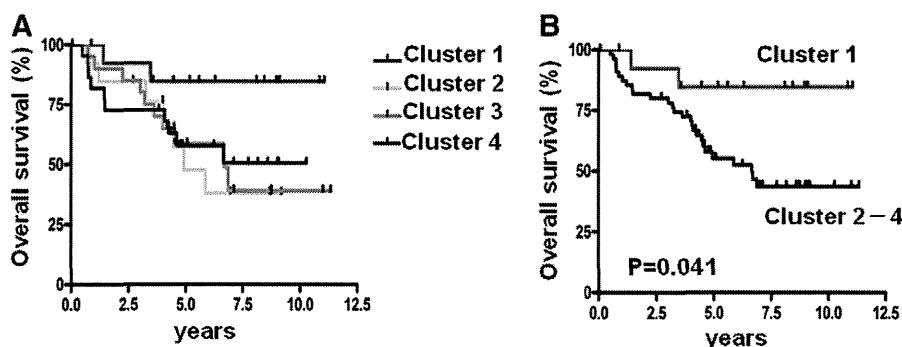 A
Overall survival (%)
100
75
50
25
0
0.0 2.5 5.0 7.5 10.0 12.5
years
Cluster 1
Cluster 2
Cluster 3
Cluster 4
B
Overall survival (%)
100
75
50
25
0
0.0 2.5 5.0 7.5 10.0 12.5
years
Cluster 1
Cluster 2−4
P=0.041